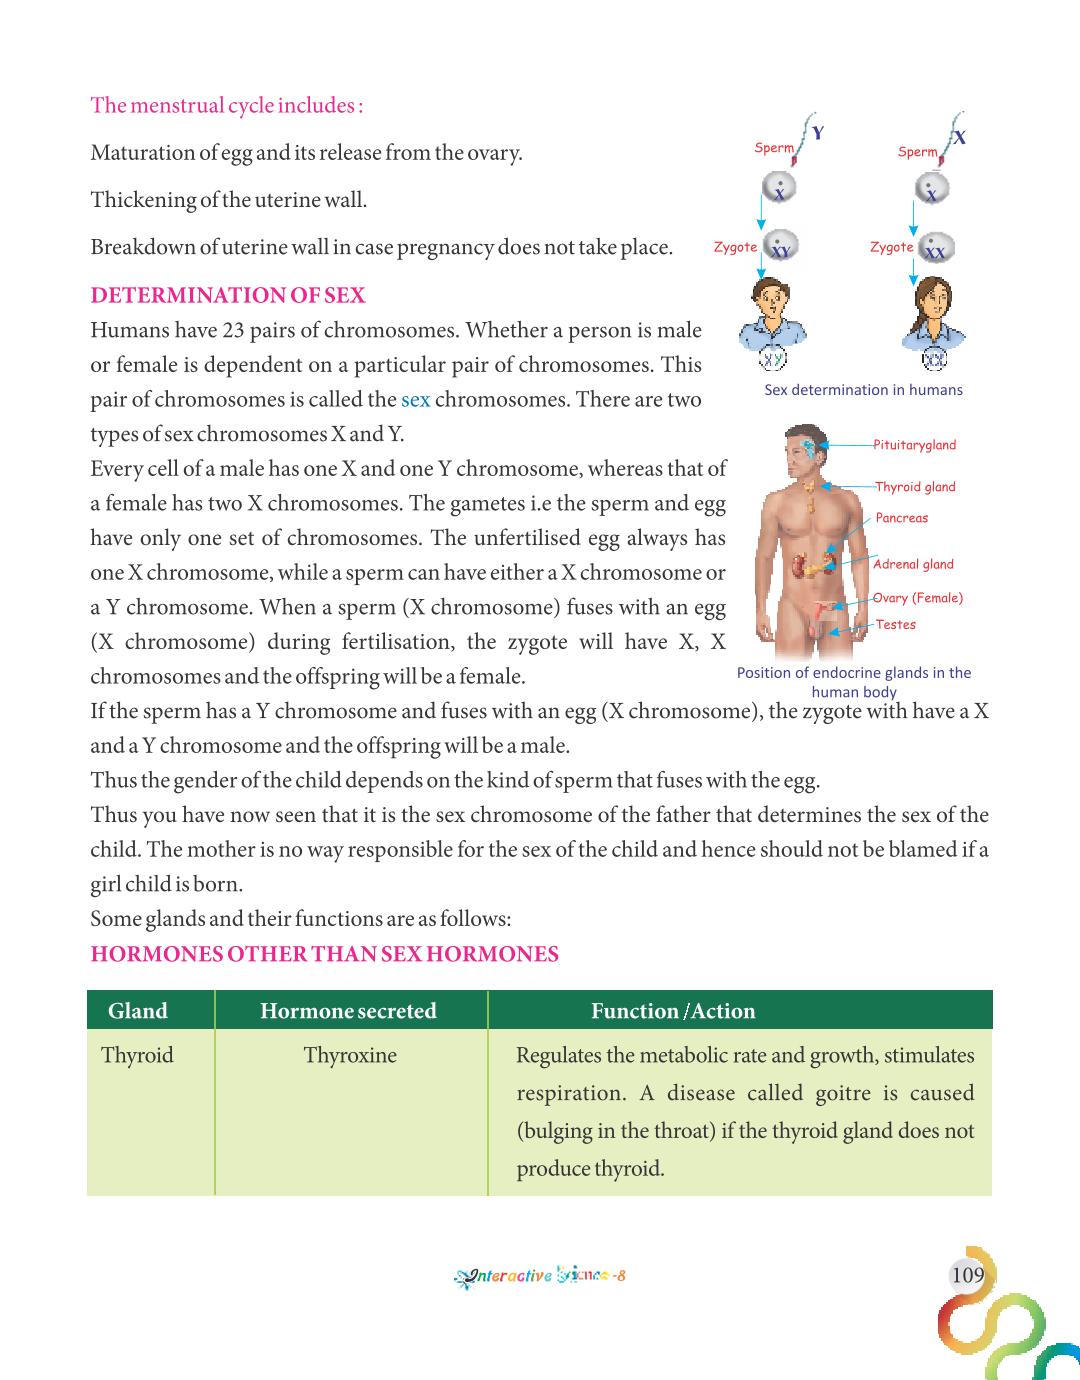 The menstrual cycle includes :
Maturation of egg and its release from the ovary.
Thickening of the uterine wall.
Breakdown of uterine wall in case pregnancy does not take place.
Sperm Y
X
Zygote XY
XY
Sperm X
X
Zygote XX
XX
Sex determination in humans
DETERMINATION OF SEX
Humans have 23 pairs of chromosomes. Whether a person is male
or female is dependent on a particular pair of chromosomes. This
pair of chromosomes is called the sex chromosomes. There are two
types of sex chromosomes X and Y.
Every cell of a male has one X and one Y chromosome, whereas that of
a female has two X chromosomes. The gametes i.e the sperm and egg
have only one set of chromosomes. The unfertilised egg always has
one X chromosome, while a sperm can have either a X chromosome or
a Y chromosome. When a sperm (X chromosome) fuses with an egg
(X chromosome) during fertilisation, the zygote will have X, X
chromosomes and the offspring will be a female.
Pituitarygland
Thyroid gland
Pancreas
Adrenal gland
Ovary (Female)
Testes
Position of endocrine glands in the
human body
If the sperm has a Y chromosome and fuses with an egg (X chromosome), the zygote with have a X
and a Y chromosome and the offspring will be a male.
Thus the gender of the child depends on the kind of sperm that fuses with the egg.
Thus you have now seen that it is the sex chromosome of the father that determines the sex of the
child. The mother is no way responsible for the sex of the child and hence should not be blamed if a
girl child is born.
Some glands and their functions are as follows:
HORMONES OTHER THAN SEX HORMONES
Gland Hormone secreted Function /Action
Thyroid Thyroxine Regulates the metabolic rate and growth, stimulates
respiration. A disease called goitre is caused
(bulging in the throat) if the thyroid gland does not
produce thyroid.
Interactive Science-8
109